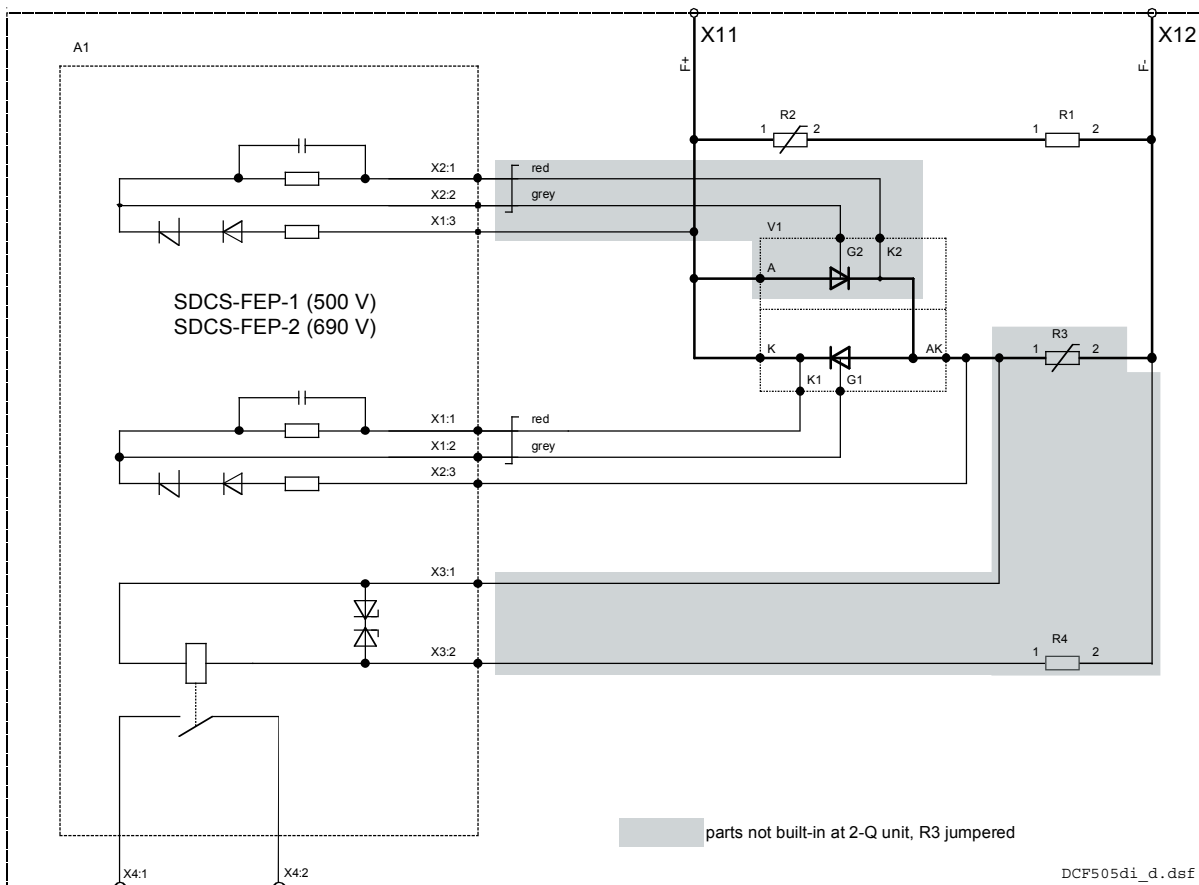 X11
X12
A1
F+
F-
R2
1
2
R1
1
2
X2:1
red
X2:2
grey
X1:3
V1
G2
K2
A
SDCS-FEP-1 (500 V)
SDCS-FEP-2 (690 V)
R3
1
2
K
AK
K1
G1
X1:1
red
X1:2
grey
X2:3
X3:1
X3:2
R4
1
2
parts not built-in at 2-Q unit, R3 jumpered
X4:1
X4:2
DCF505di_d.dsf